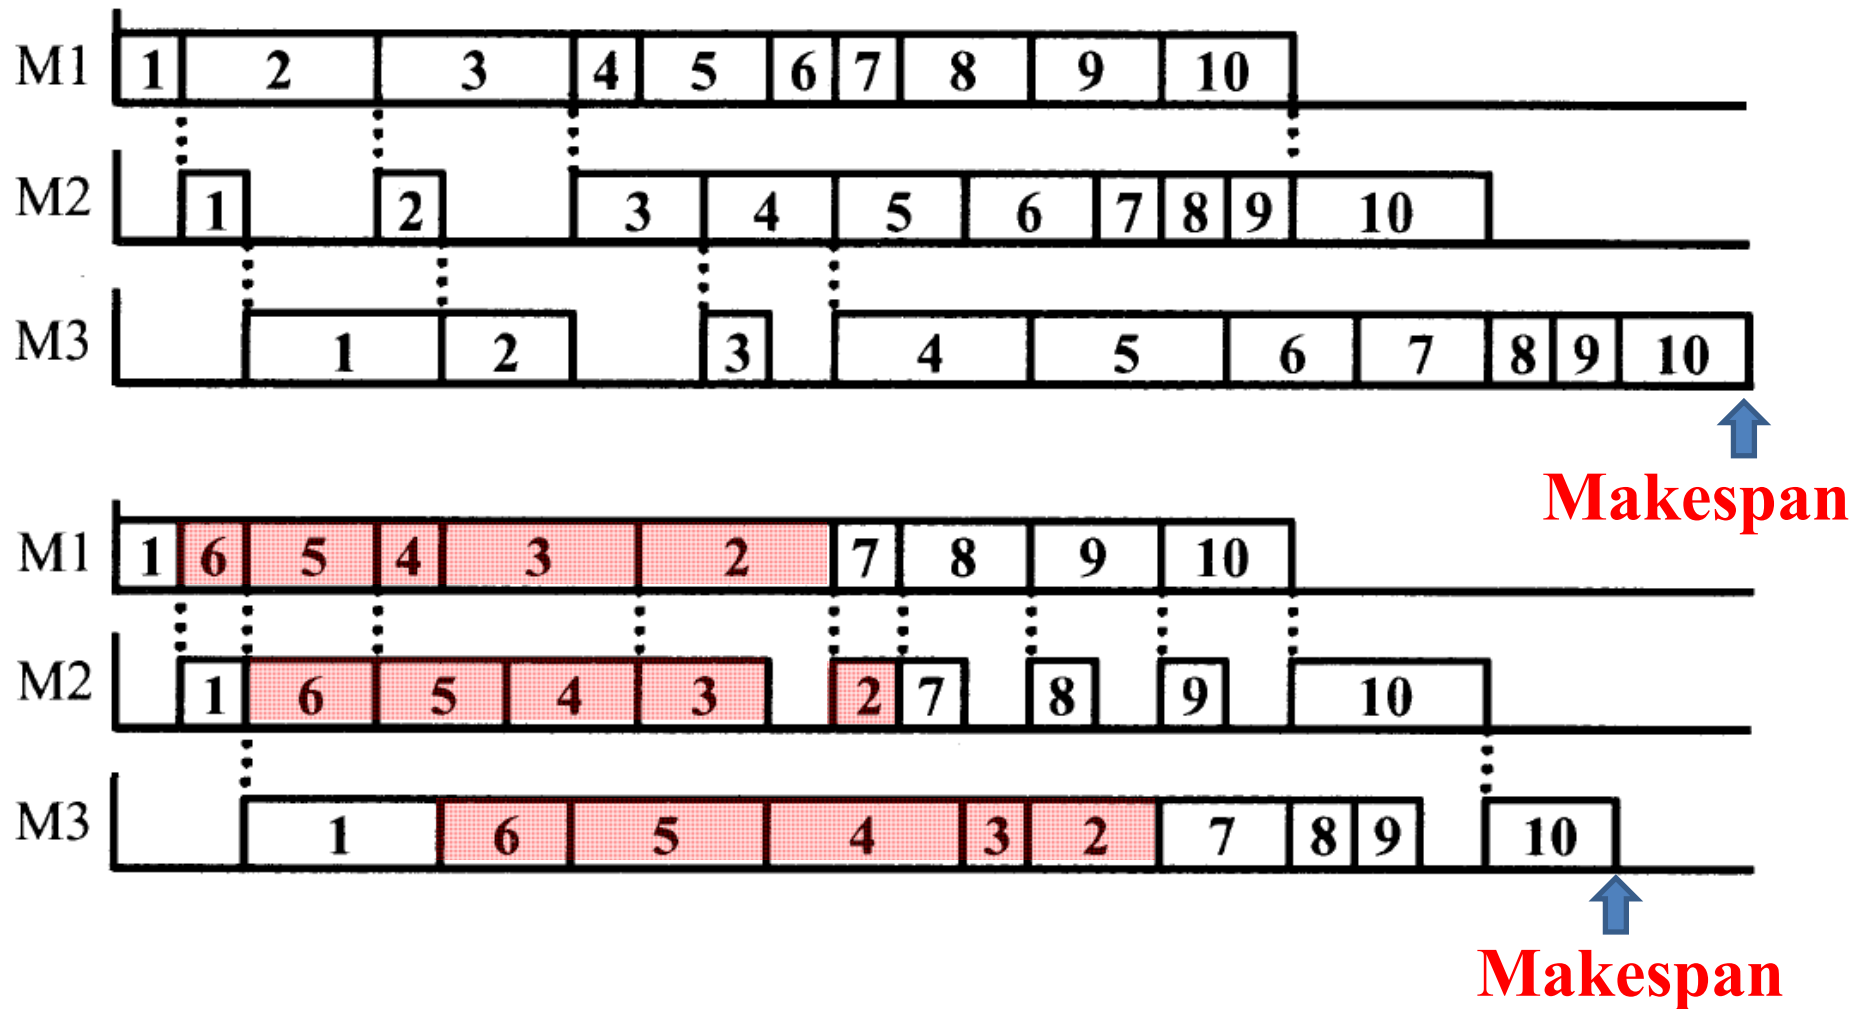 M1 1 2 3 4 5 6 7 8 9 10
M2 1 2 3 4 5 6 7 8 9 10
M3 1 2 3 4 5 6 7 8 9 10
Makespan
M1 1 6 5 4 3 2 7 8 9 10
M2 1 6 5 4 3 2 7 8 9 10
M3 1 6 5 4 3 2 7 8 9 10
Makespan